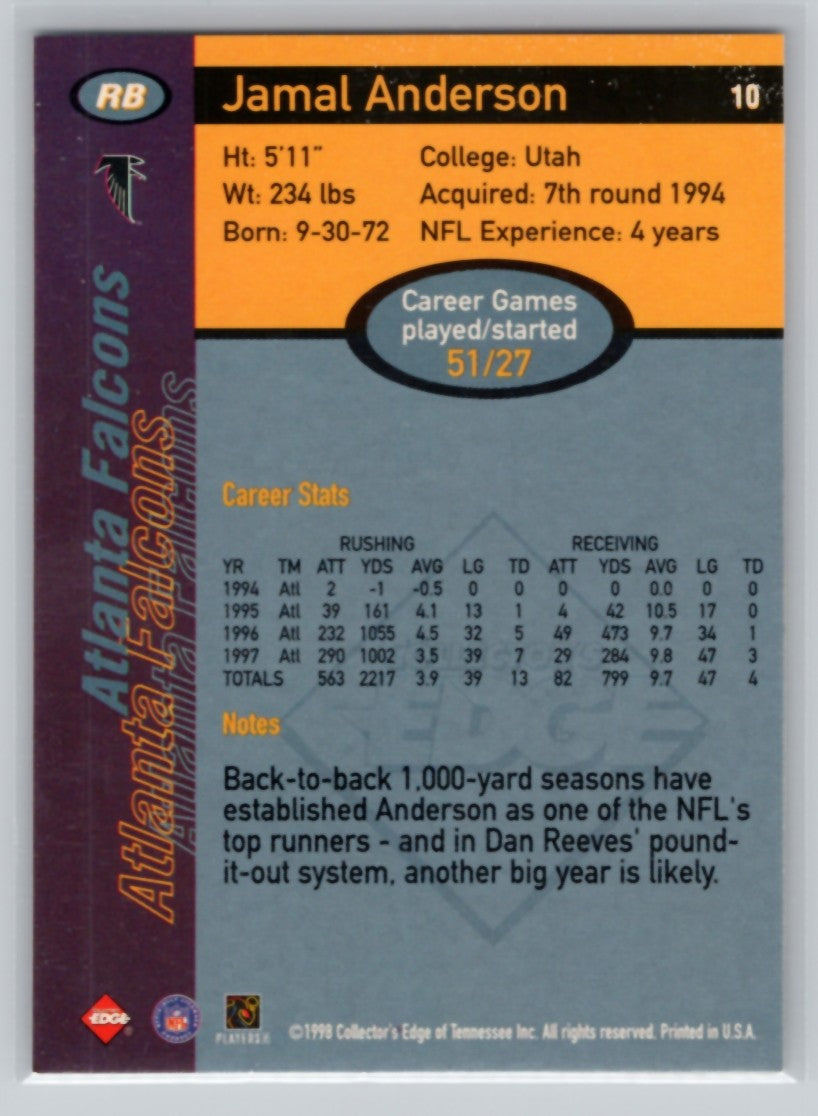 RB
Jamal Anderson 10
Ht: 5'11" College: Utah
Wt: 234 lbs Acquired: 7th round 1994
Born: 9-30-72 NFL Experience: 4 years
Career Games
played/started
51/27
Atlanta Falcons
Atlanta Falcons
Atlanta Falcons
Career Stats
RUSHING RECEIVING
YR TM ATT YDS AVG LG TD ATT YDS AVG LG TD
1994 Atl 2 -1 -0.5 0 0 0 0 0.0 0 0
1995 Atl 39 161 4.1 13 1 4 42 10.5 17 0
1996 Atl 232 1055 4.5 32 5 49 473 9.7 34 1
1997 Atl 290 1002 3.5 39 7 29 284 9.8 47 3
TOTALS 563 2217 3.9 39 13 82 799 9.7 47 4
COLLECTOR'S
EDGE
Notes
Back-to-back 1,000-yard seasons have
established Anderson as one of the NFL's
top runners - and in Dan Reeves' pound-
it-out system, another big year is likely.
EDGE
NFL
PLAYERS
©1998 Collector's Edge of Tennessee Inc. All rights reserved. Printed in U.S.A.